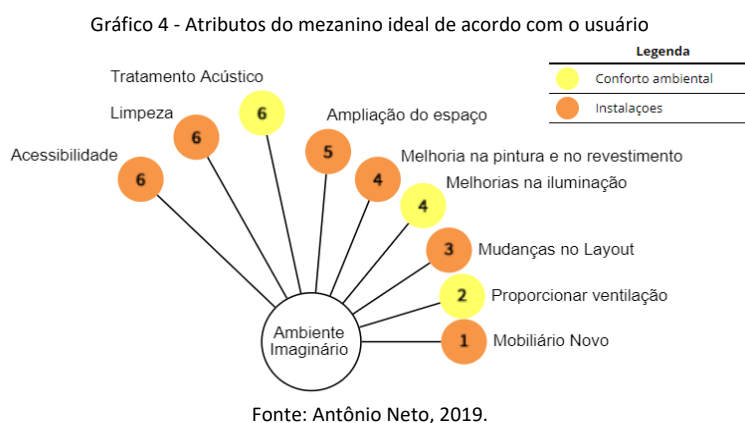 Gráfico 4 - Atributos do mezanino ideal de acordo com o usuário
Legenda
Conforto ambiental
Instalaçoes
Tratamento Acústico
6
Limpeza
6
Acessibilidade
6
Ampliação do espaço
5
Melhoria na pintura e no revestimento
4
Melhorias na iluminação
4
Mudanças no Layout
3
Proporcionar ventilação
2
Mobiliário Novo
1
Ambiente
Imaginário
Fonte: Antônio Neto, 2019.